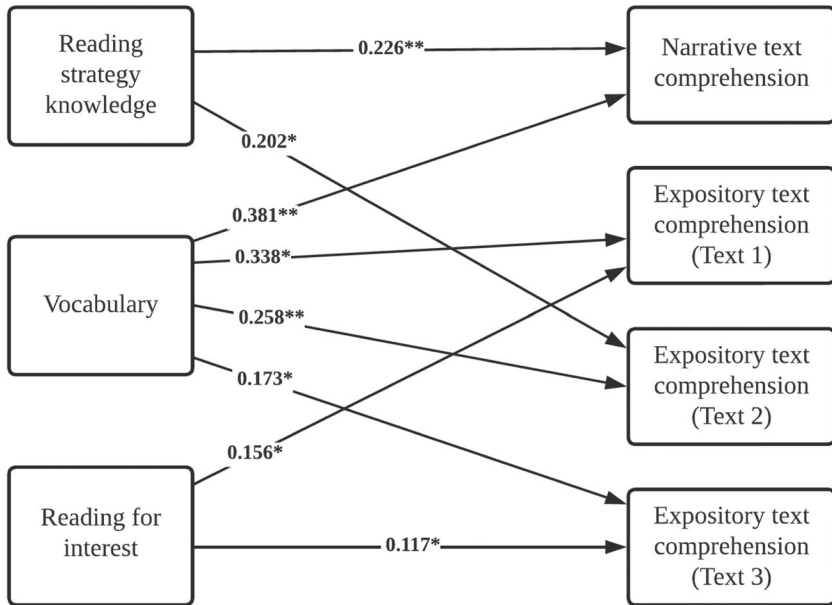 Reading
strategy
knowledge
0.226**
Narrative text
comprehension
0.202*
Vocabulary
0.381**
0.338*
Expository text
comprehension
(Text 1)
0.258**
0.173*
Expository text
comprehension
(Text 2)
Reading for
interest
0.156*
0.117*
Expository text
comprehension
(Text 3)